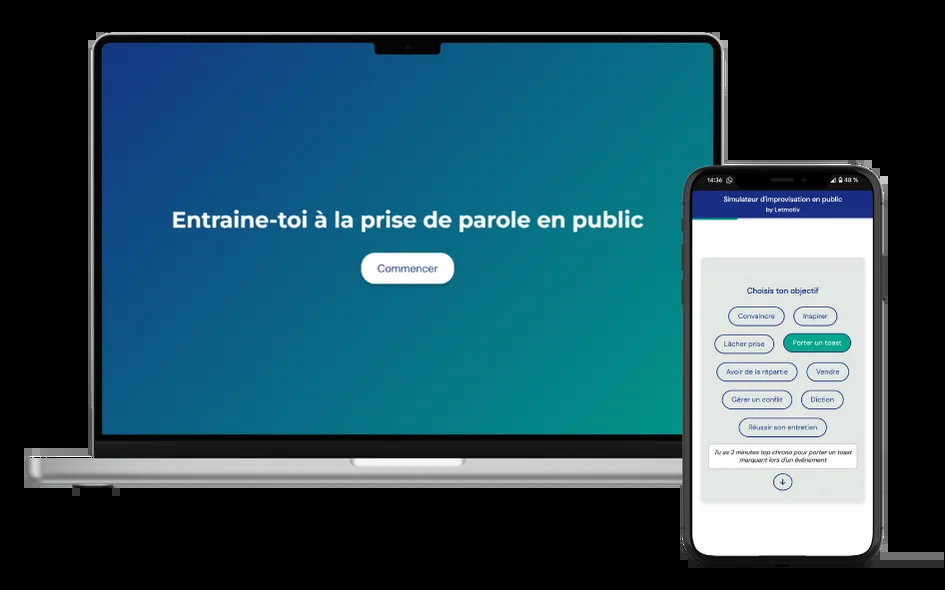 Entraine-toi à la prise de parole en public
Commencer
14:36
48 %
Simulateur d'improvisation en public
by Letmotiv
Choisis ton objectif
Convaincre
Inspirer
Lâcher prise
Porter un toast
Avoir de la répartie
Vendre
Gérer un conflit
Diction
Réussir son entretien
Tu as 2 minutes top chrono pour porter un toast
marquant lors d'un événement